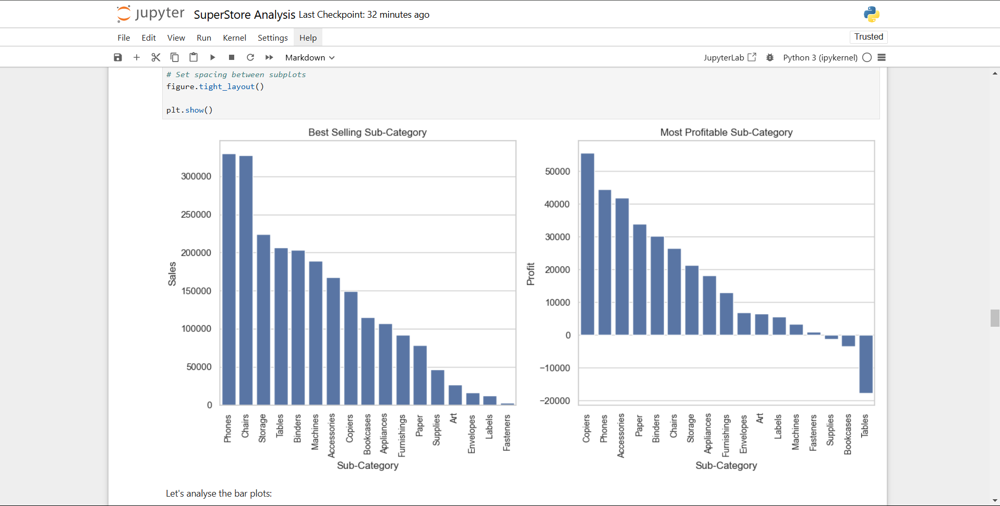 jupyter SuperStore Analysis Last Checkpoint: 32 minutes ago
File Edit View Run Kernel Settings Help Trusted
Markdown JupyterLab Python 3 (ipykernel)
# Set spacing between subplots
figure.tight_layout()
plt.show()
Best Selling Sub-Category
300000
250000
200000
150000
100000
50000
0
Sales
Phones
Chairs
Storage
Tables
Binders
Machines
Accessories
Copiers
Bookcases
Appliances
Furnishings
Paper
Supplies
Art
Envelopes
Labels
Fasteners
Sub-Category
Most Profitable Sub-Category
50000
40000
30000
20000
10000
0
−10000
−20000
Profit
Copiers
Phones
Accessories
Paper
Binders
Chairs
Storage
Appliances
Furnishings
Envelopes
Art
Labels
Machines
Fasteners
Supplies
Bookcases
Tables
Sub-Category
Let's analyse the bar plots: